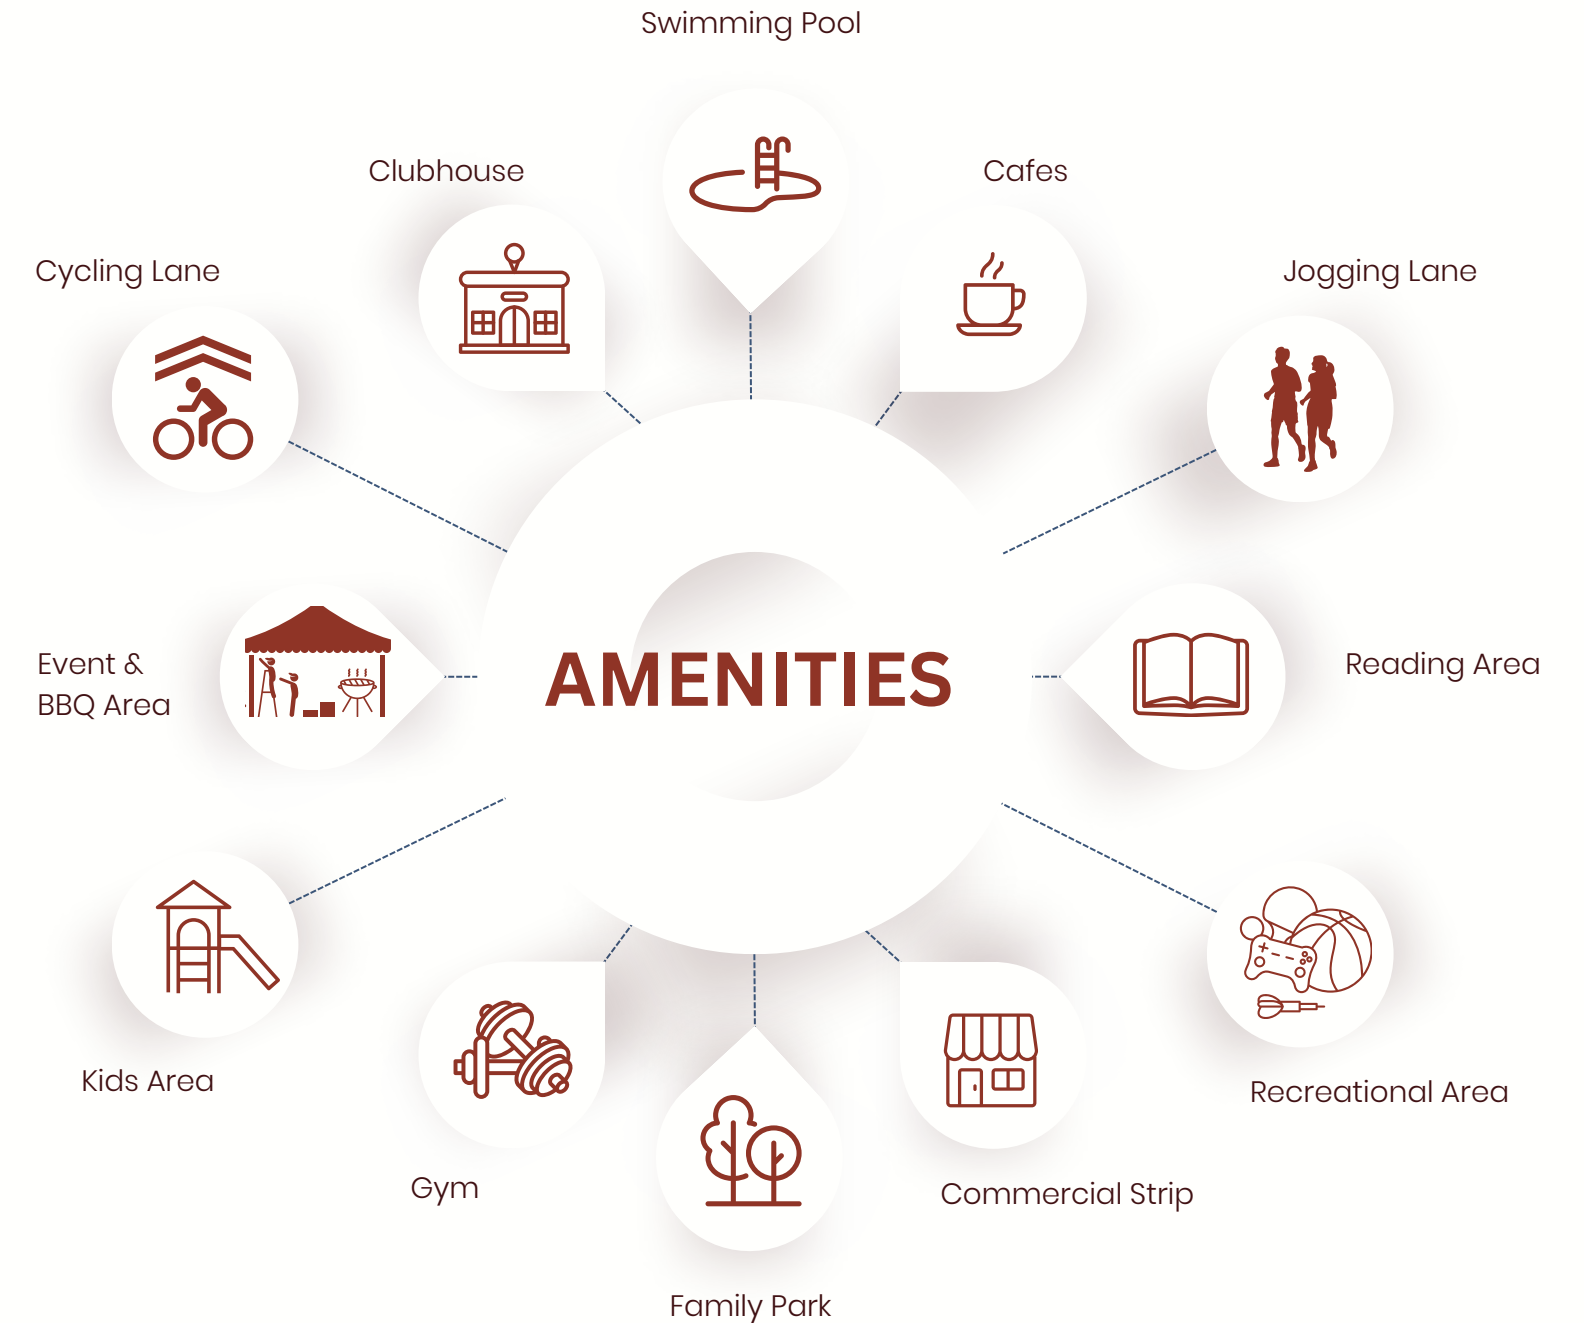 Swimming Pool
Clubhouse
Cafes
Cycling Lane
Jogging Lane
AMENITIES
Event &
BBQ Area
Reading Area
Kids Area
Recreational Area
Gym
Commercial Strip
Family Park